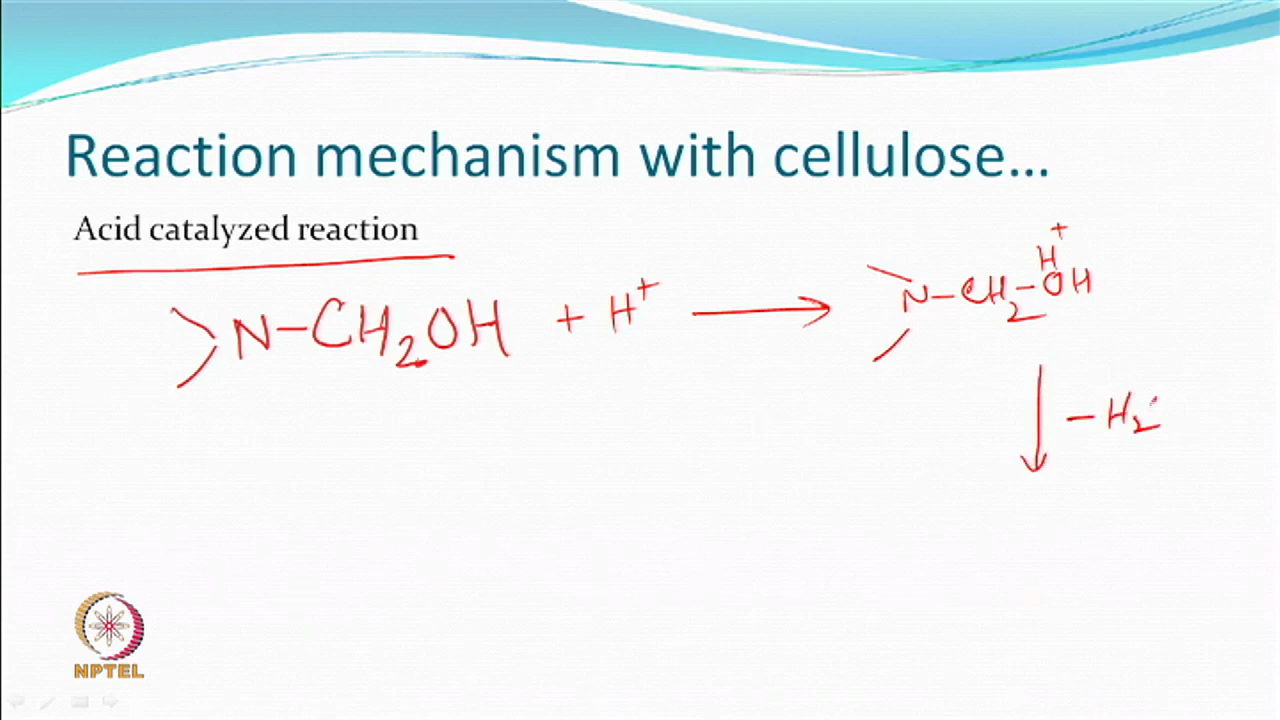 Reaction mechanism with cellulose...
Acid catalyzed reaction
>N-CH2OH + H+ → >N-CH2-OH
H+
-H2
NPTEL